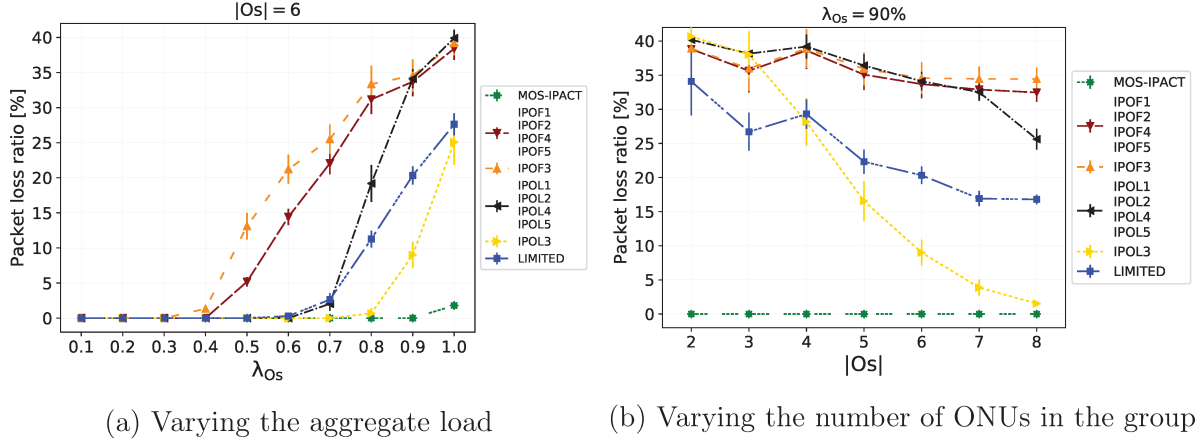 |Os| = 6
Packet loss ratio [%]
40
35
30
25
20
15
10
5
0
0.1 0.2 0.3 0.4 0.5 0.6 0.7 0.8 0.9 1.0
λOs
MOS-IPACT
IPOF1
IPOF2
IPOF4
IPOF5
IPOF3
IPOL1
IPOL2
IPOL4
IPOL5
IPOL3
LIMITED
(a) Varying the aggregate load
λOs = 90%
Packet loss ratio [%]
40
35
30
25
20
15
10
5
0
2 3 4 5 6 7 8
|Os|
MOS-IPACT
IPOF1
IPOF2
IPOF4
IPOF5
IPOF3
IPOL1
IPOL2
IPOL4
IPOL5
IPOL3
LIMITED
(b) Varying the number of ONUs in the group